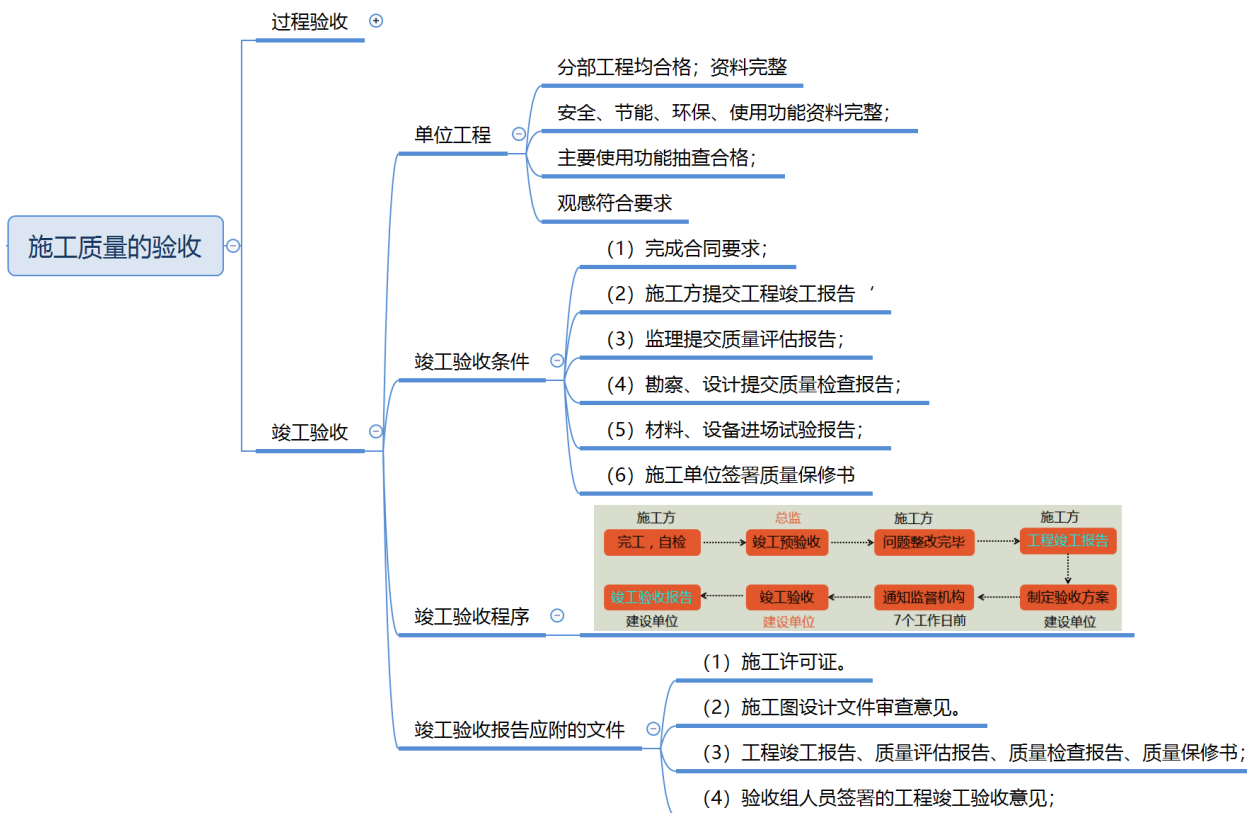 过程验收
分部工程均合格；资料完整
安全、节能、环保、使用功能资料完整；
单位工程
主要使用功能抽查合格；
观感符合要求
施工质量的验收
（1）完成合同要求；
（2）施工方提交工程竣工报告‘
（3）监理提交质量评估报告；
竣工验收条件
（4）勘察、设计提交质量检查报告；
（5）材料、设备进场试验报告；
竣工验收
（6）施工单位签署质量保修书
施工方 总监 施工方 施工方
完工，自检 竣工预验收 问题整改完毕 工程竣工报告
竣工验收报告 竣工验收 通知监督机构 制定验收方案
竣工验收程序
建设单位 建设单位 7个工作日前 建设单位
（1）施工许可证。
（2）施工图设计文件审查意见。
竣工验收报告应附的文件
（3）工程竣工报告、质量评估报告、质量检查报告、质量保修书；
（4）验收组人员签署的工程竣工验收意见；